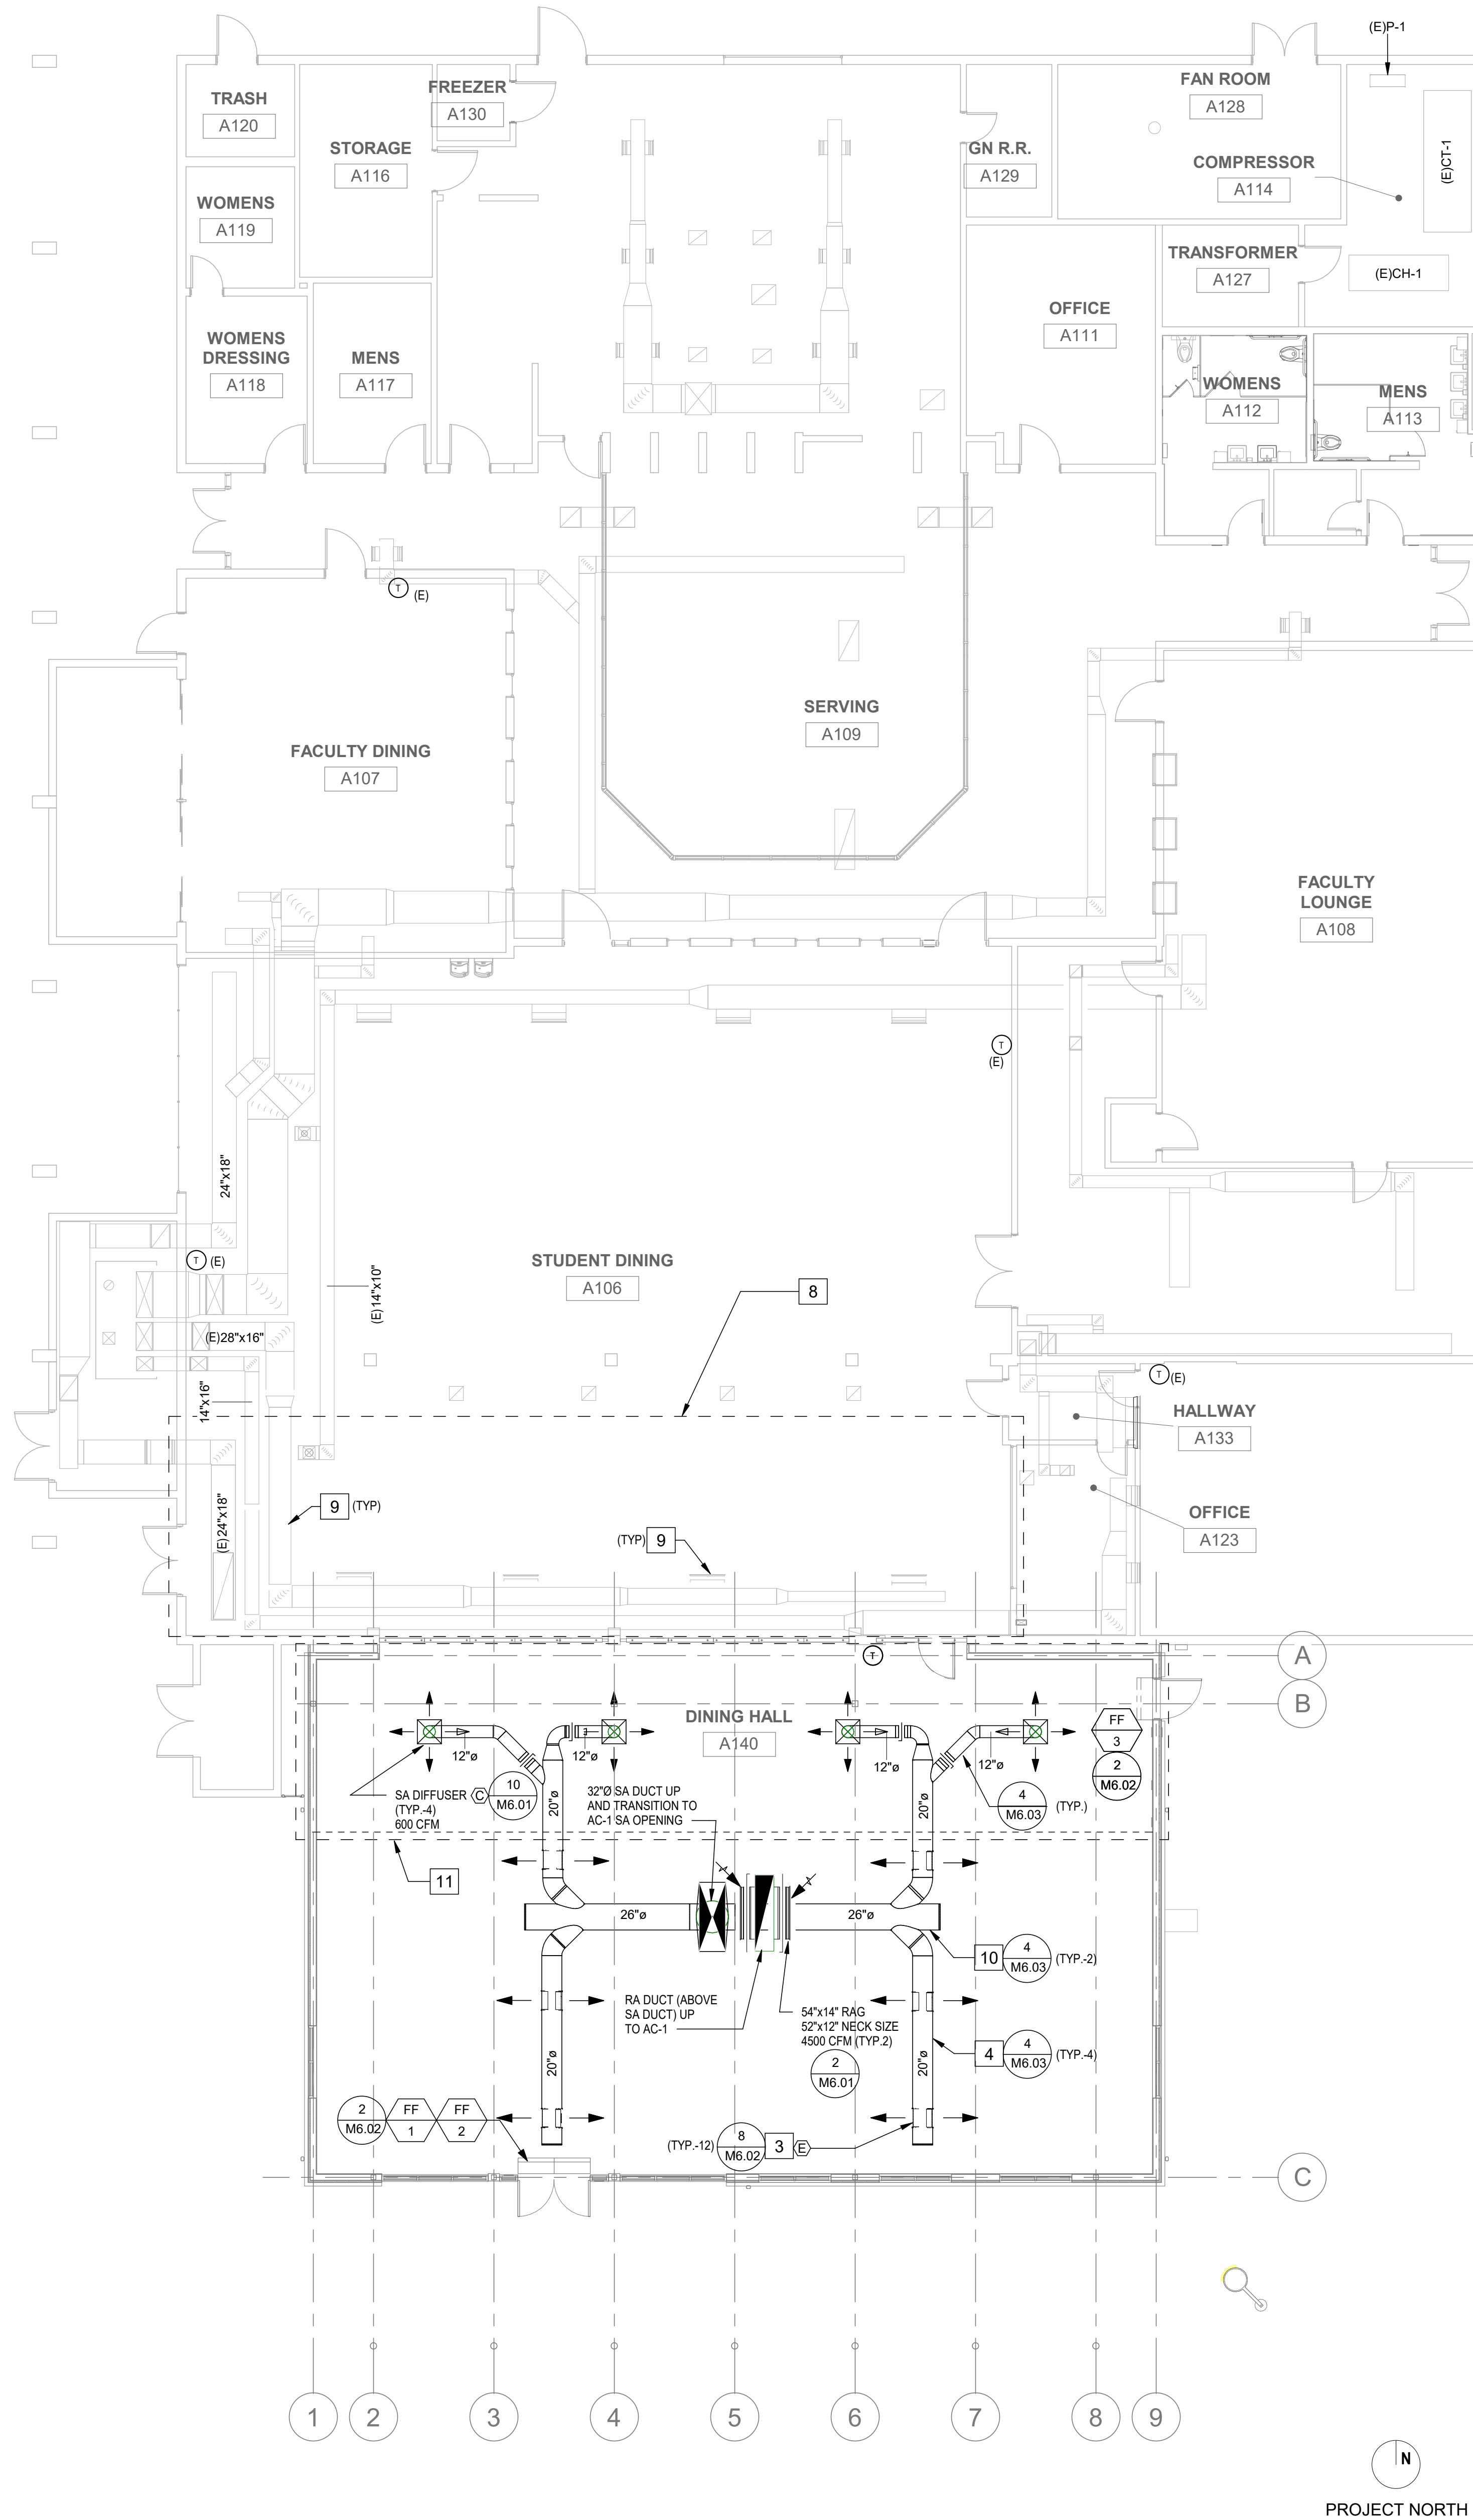 (E)P-1
TRASH
A120
FREEZER
A130
STORAGE
A116
FAN ROOM
A128
GN R.R.
A129
COMPRESSOR
A114
(E)CT-1
WOMENS
A119
TRANSFORMER
A127
(E)CH-1
OFFICE
A111
WOMENS
DRESSING
A118
MENS
A117
WOMENS
A112
MENS
A113
T
(E)
SERVING
A109
FACULTY DINING
A107
FACULTY
LOUNGE
A108
T
(E)
24"x18"
T
(E)
STUDENT DINING
A106
8
(E)14"x10"
(E)28"x16"
14"x16"
T
(E)
HALLWAY
A133
9
(TYP)
(E)24"x18"
OFFICE
A123
(TYP)
9
A
T
B
DINING HALL
A140
FF
3
2
M6.02
12"ø
12"ø
12"ø
12"ø
SA DIFFUSER
C
(TYP.-4)
600 CFM
10
M6.01
20"ø
32"Ø SA DUCT UP
AND TRANSITION TO
AC-1 SA OPENING
20"ø
4
M6.03
(TYP.)
11
26"ø
26"ø
10
4
M6.03
(TYP.-2)
RA DUCT (ABOVE
SA DUCT) UP
TO AC-1
54"x14" RAG
52"x12" NECK SIZE
4500 CFM (TYP.2)
2
M6.01
20"ø
20"ø
4
4
M6.03
(TYP.-4)
2
M6.02
FF
1
FF
2
(TYP.-12)
8
M6.02
3
E
C
1
2
3
4
5
6
7
8
9
N
PROJECT NORTH